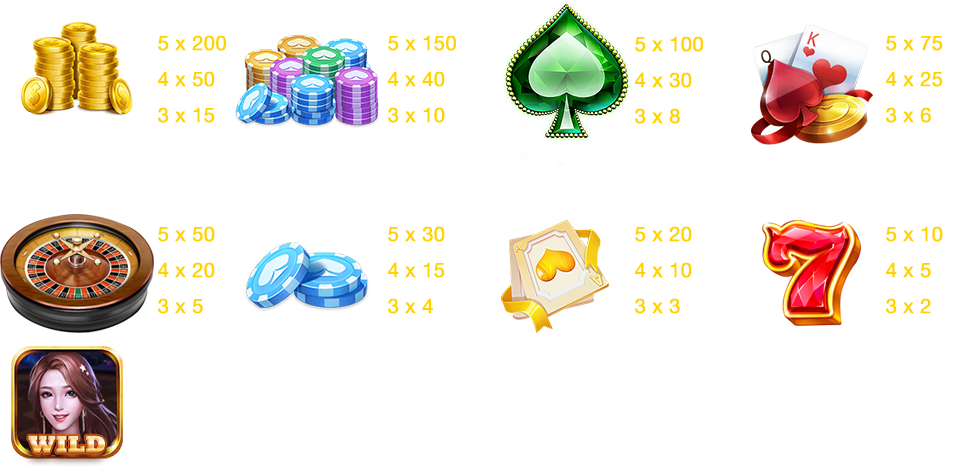 5 x 200
4 x 50
3 x 15
5 x 150
4 x 40
3 x 10
5 x 100
4 x 30
3 x 8
Q
K
5 x 75
4 x 25
3 x 6
5 x 50
4 x 20
3 x 5
5 x 30
4 x 15
3 x 4
5 x 20
4 x 10
3 x 3
7
5 x 10
4 x 5
3 x 2
WILD